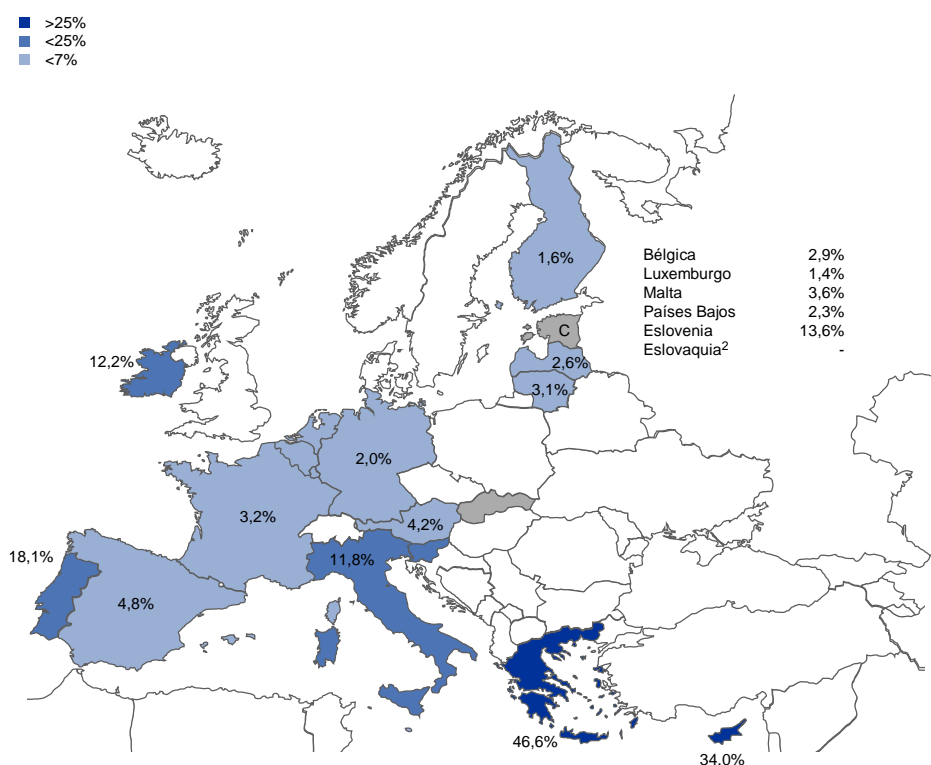 >25%
<25%
<7%
1,6%
Bélgica 2,9%
Luxemburgo 1,4%
Malta 3,6%
Países Bajos 2,3%
Eslovenia 13,6%
Eslovaquia² -
C
12,2%
2,6%
3,1%
2,0%
3,2%
4,2%
18,1%
11,8%
4,8%
46,6%
34.0%